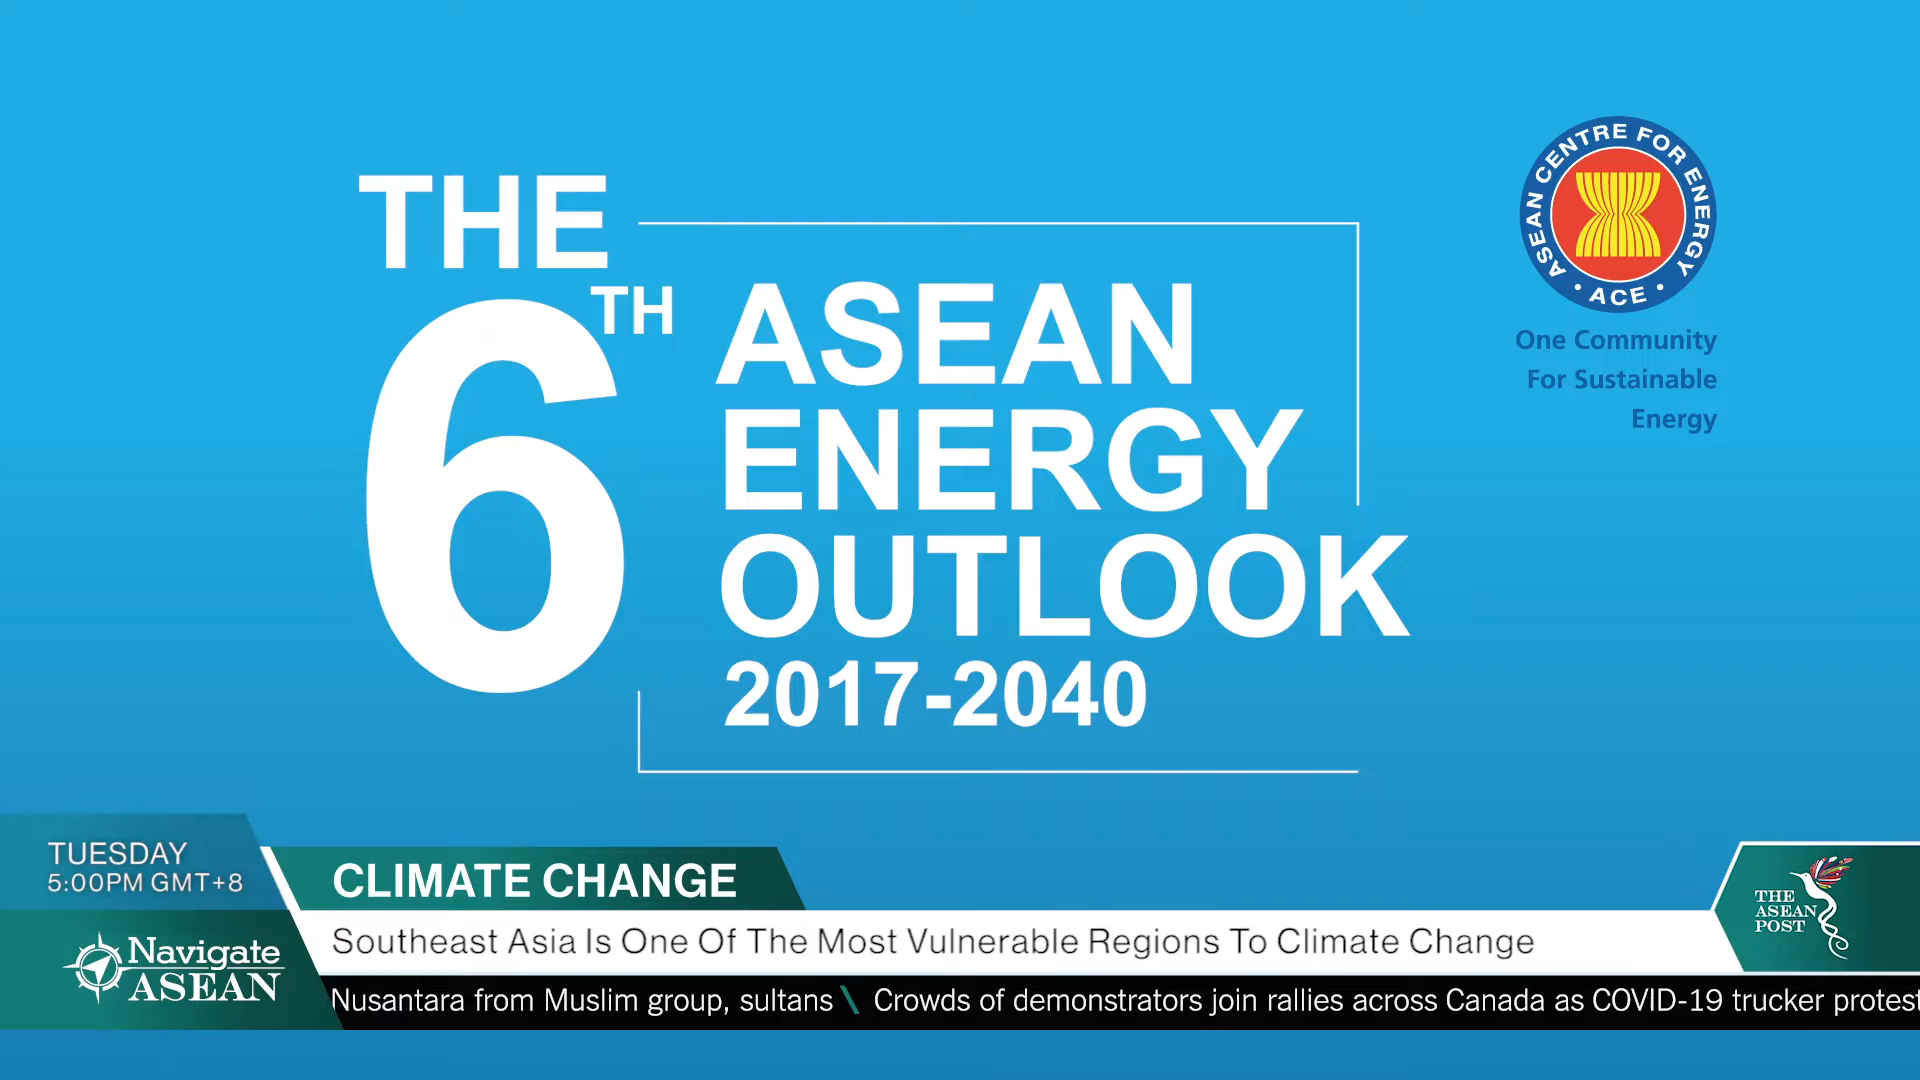 THE
6TH
ASEAN
ENERGY
OUTLOOK
2017-2040
ASEAN CENTRE FOR ENERGY
• ACE •
One Community
For Sustainable
Energy
TUESDAY
5:00PM GMT+8
CLIMATE CHANGE
Southeast Asia Is One Of The Most Vulnerable Regions To Climate Change
Navigate
ASEAN
Nusantara from Muslim group, sultans \ Crowds of demonstrators join rallies across Canada as COVID-19 trucker protest
THE
ASEAN
POST